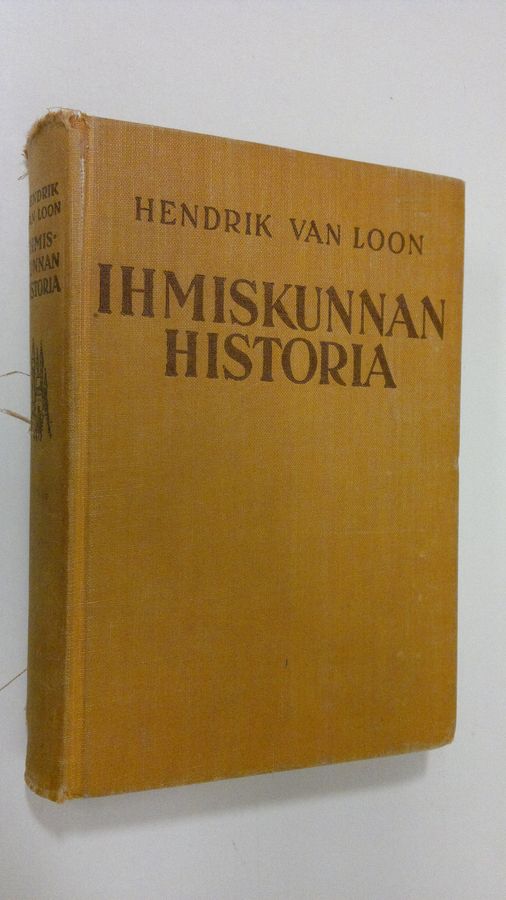 HENDRIK VAN LOON
IHMISKUNNAN
HISTORIA
HENDRIK
VAN LOON
IHMIS-
KUNNAN
HISTORIA